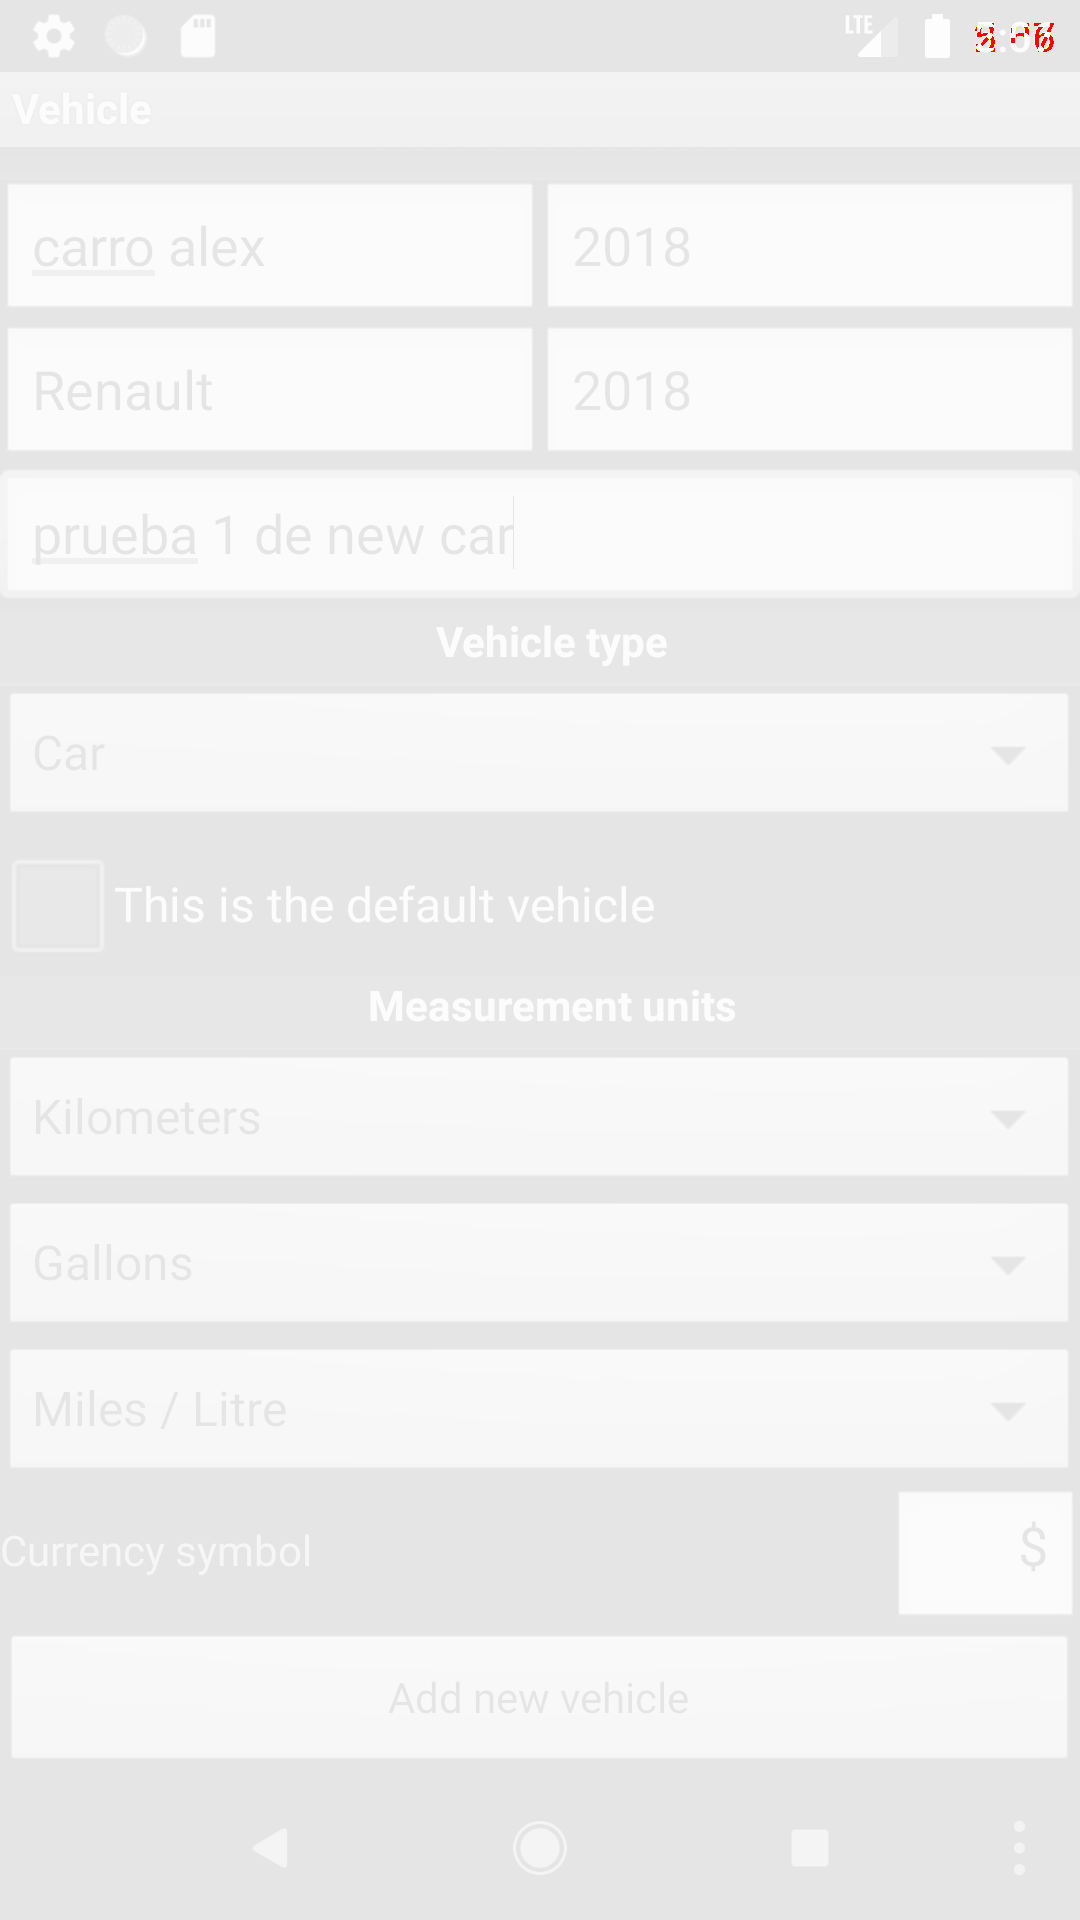 LTE
Vehicle
carro alex 2018
Renault 2018
prueba 1 de new car
Vehicle type
Car
This is the default vehicle
Measurement units
Kilometers
Gallons
Miles / Litre
Currency symbol $
Add new vehicle